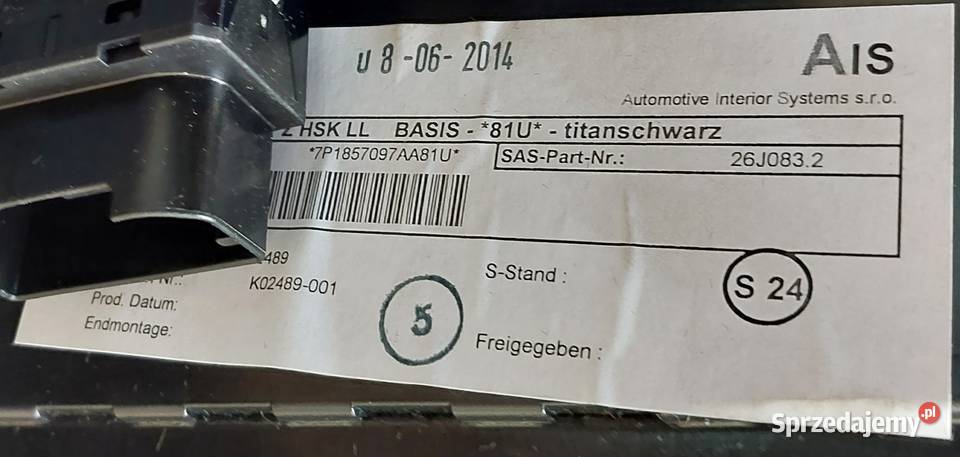 u 8 -06- 2014
AIS
Automotive Interior Systems s.r.o.
HSK LL BASIS - *81U* - titanschwarz
*7P1857097AA81U*
SAS-Part-Nr.: 26J083.2
489
K02489-001
S-Stand :
S 24
Prod. Datum:
5
Endmontage:
Freigegeben :
Sprzedajemy.pl